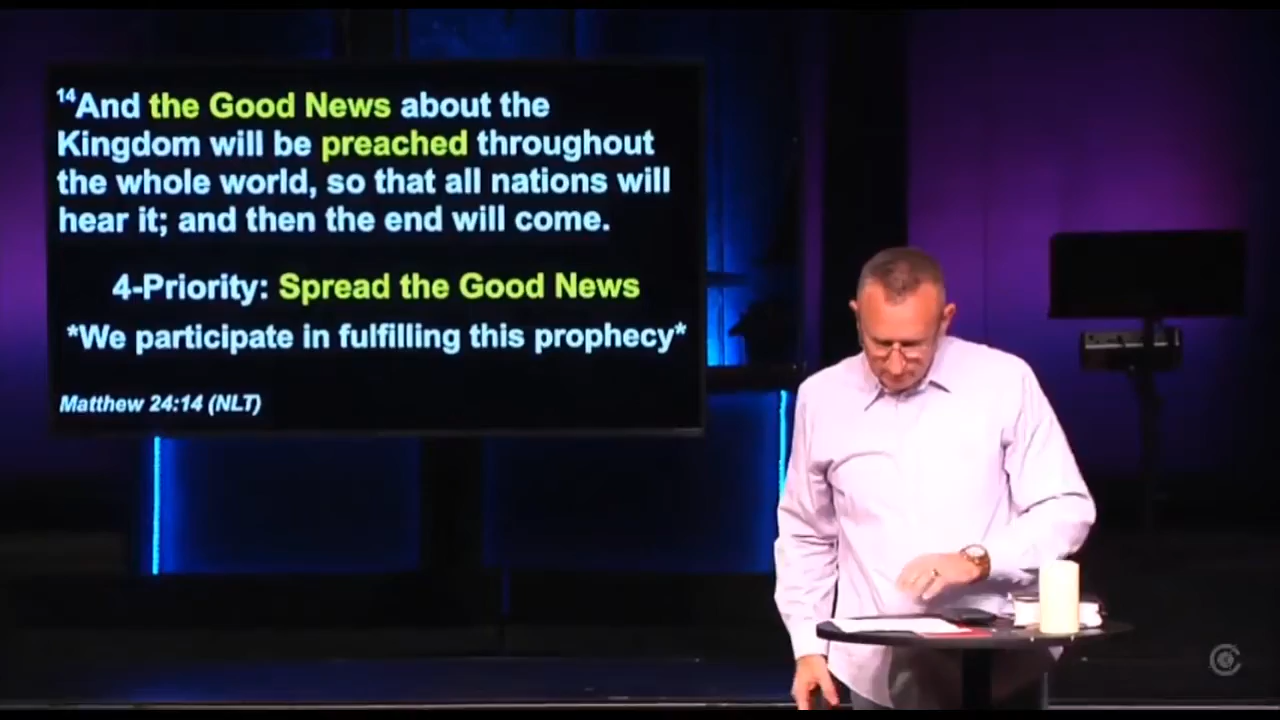 ¹⁴And the Good News about the
Kingdom will be preached throughout
the whole world, so that all nations will
hear it; and then the end will come.
4-Priority: Spread the Good News
*We participate in fulfilling this prophecy*
Matthew 24:14 (NLT)